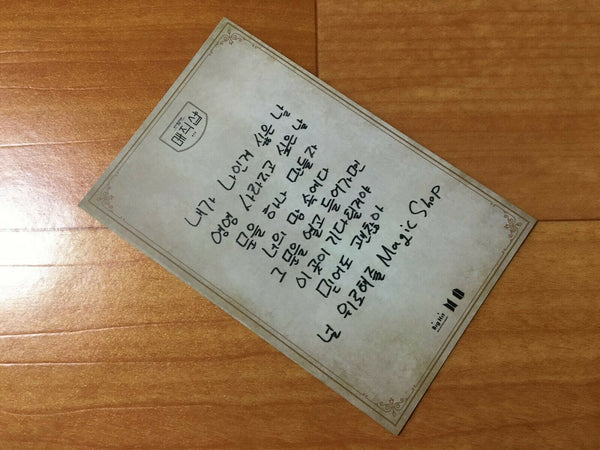 매직샵
내가 나인게 싫은 날
영영 사라지고 싶은 날
문을 하나 만들자
너의 맘 속에다
그 문을 열고 들어가면
이 곳이 기다릴거야
믿어도 괜찮아
널 위로해줄 Magic Shop
BigHit